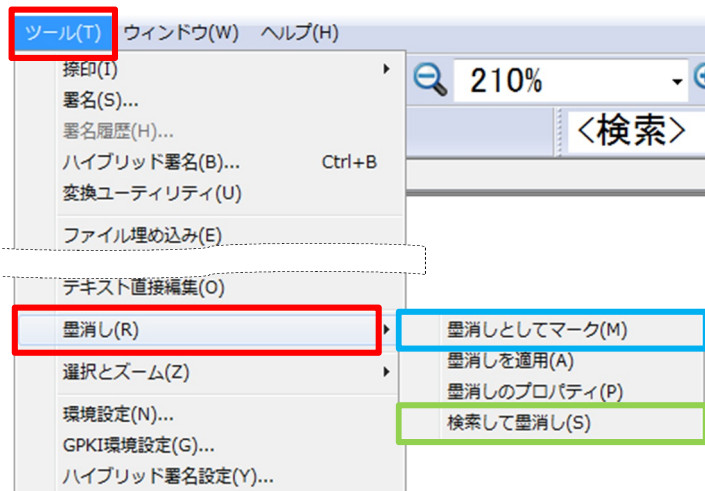 ツール(T) ウィンドウ(W) ヘルプ(H)
捺印(I)
署名(S)...
署名履歴(H)...
ハイブリッド署名(B)... Ctrl+B
変換ユーティリティ(U)
ファイル埋め込み(E)
テキスト直接編集(O)
墨消し(R)
選択とズーム(Z)
環境設定(N)...
GPKI環境設定(G)...
ハイブリッド署名設定(Y)...
210%
<検索>
墨消しとしてマーク(M)
墨消しを適用(A)
墨消しのプロパティ(P)
検索して墨消し(S)